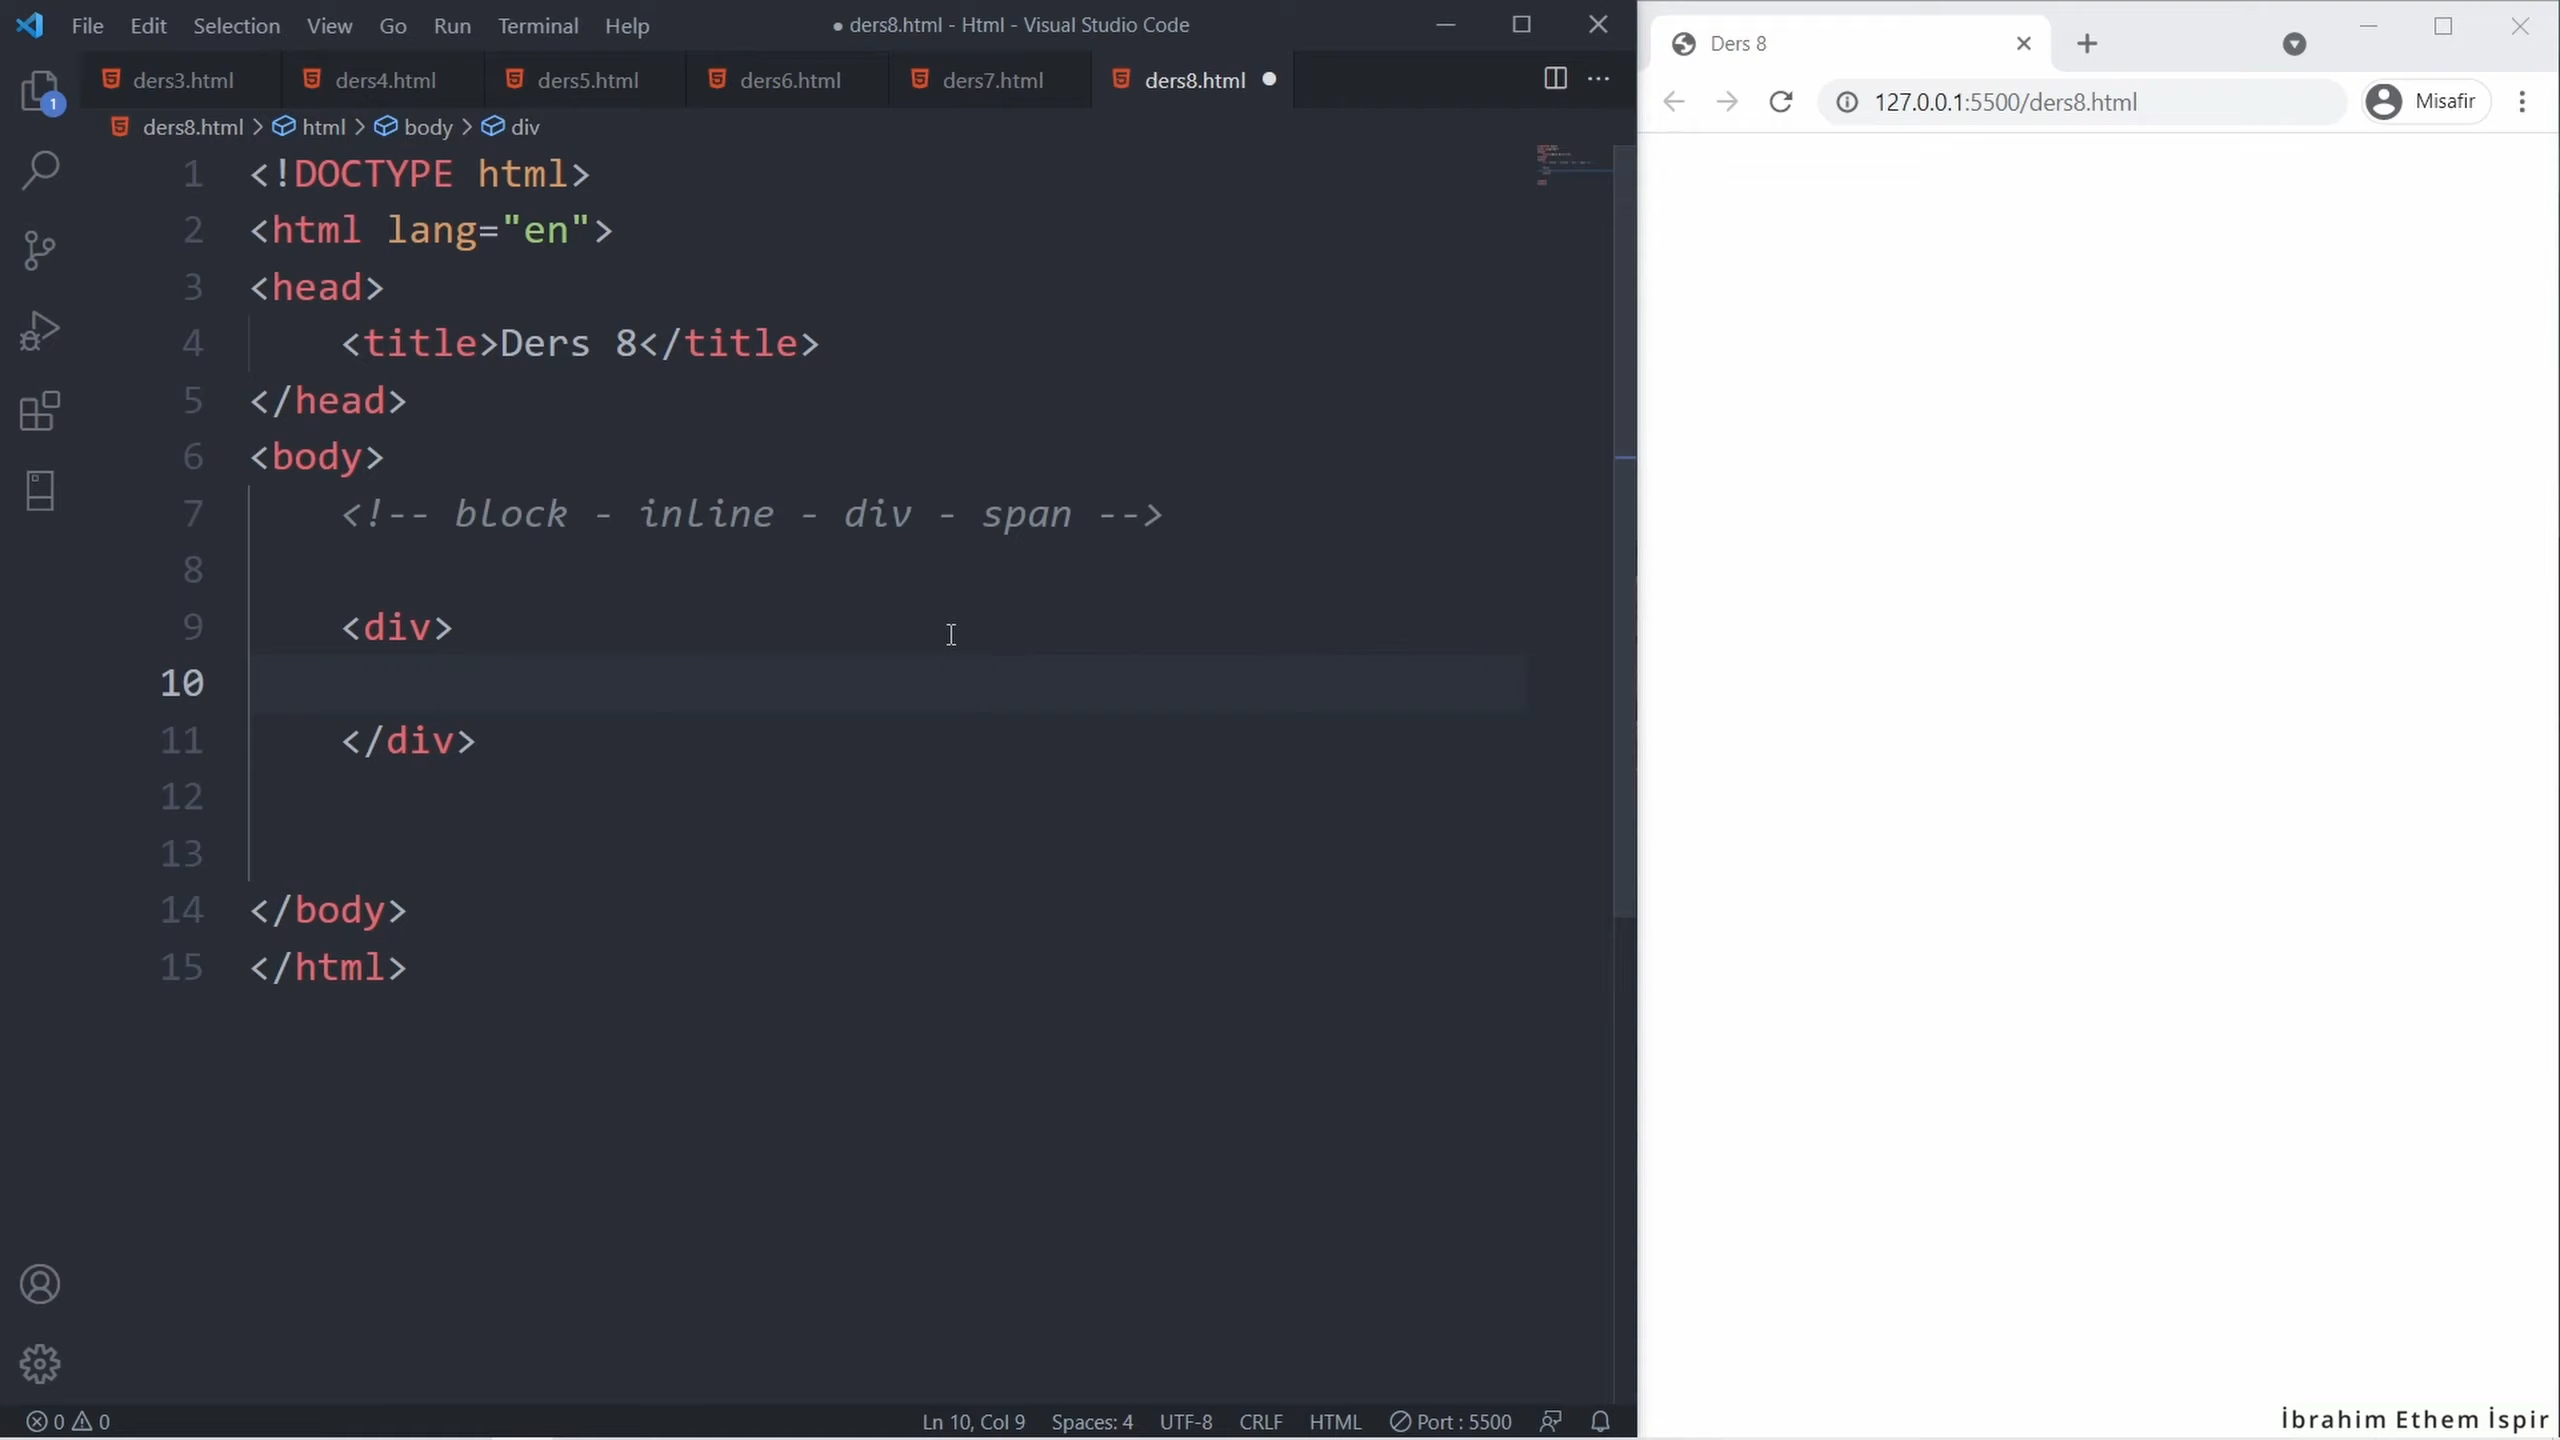 File Edit Selection View Go Run Terminal Help
● ders8.html - Html - Visual Studio Code
ders3.html ders4.html ders5.html ders6.html ders7.html ders8.html
1
ders8.html > html > body > div
1 <!DOCTYPE html>
2 <html lang="en">
3 <head>
4 <title>Ders 8</title>
5 </head>
6 <body>
7 <!-- block - inline - div - span -->
8
9 <div>
10
11 </div>
12
13
14 </body>
15 </html>
0 0
Ln 10, Col 9 Spaces: 4 UTF-8 CRLF HTML Port : 5500
Ders 8
127.0.0.1:5500/ders8.html
Misafir
İbrahim Ethem İspir